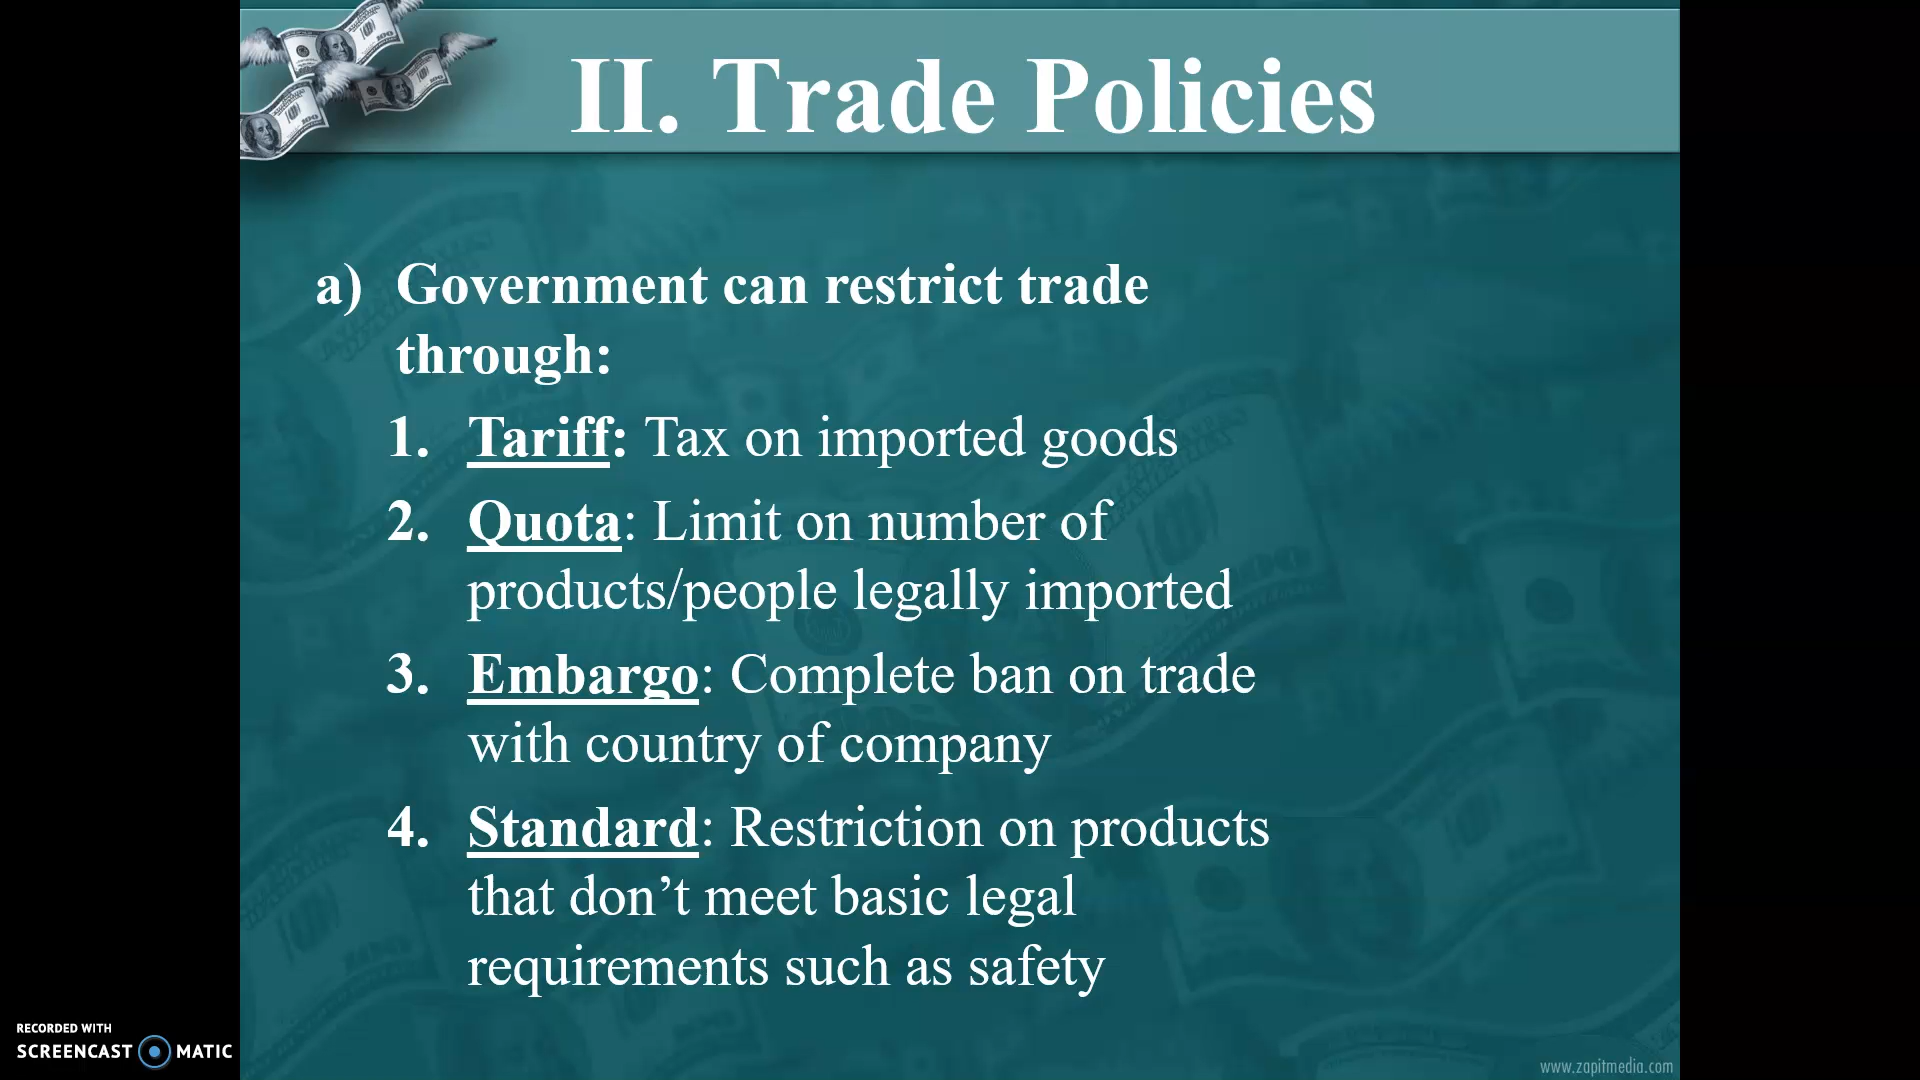 II. Trade Policies
a) Government can restrict trade
through:
1. Tariff: Tax on imported goods
2. Quota: Limit on number of
products/people legally imported
3. Embargo: Complete ban on trade
with country of company
4. Standard: Restriction on products
that don’t meet basic legal
requirements such as safety
RECORDED WITH
SCREENCAST MATIC
www.zapitmedia.com